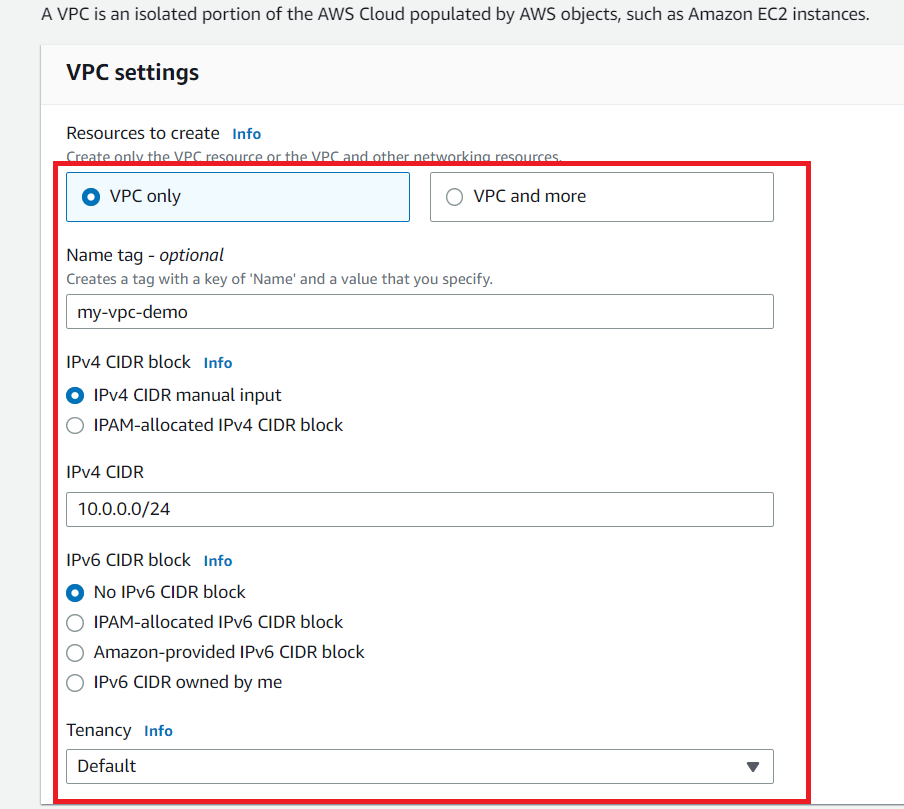 A VPC is an isolated portion of the AWS Cloud populated by AWS objects, such as Amazon EC2 instances.
VPC settings
Resources to create Info
Create only the VPC resource or the VPC and other networking resources.
VPC only VPC and more
Name tag - optional
Creates a tag with a key of 'Name' and a value that you specify.
my-vpc-demo
IPv4 CIDR block Info
IPv4 CIDR manual input
IPAM-allocated IPv4 CIDR block
IPv4 CIDR
10.0.0.0/24
IPv6 CIDR block Info
No IPv6 CIDR block
IPAM-allocated IPv6 CIDR block
Amazon-provided IPv6 CIDR block
IPv6 CIDR owned by me
Tenancy Info
Default